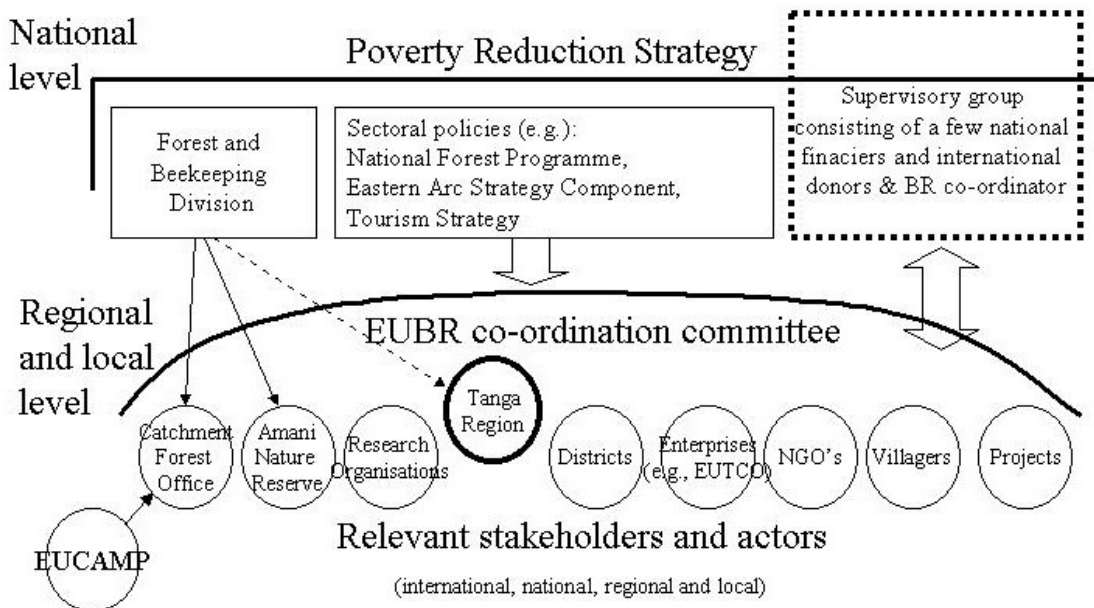 National
level
Poverty Reduction Strategy
Forest and
Beekeeping
Division
Sectoral policies (e.g.):
National Forest Programme,
Eastern Arc Strategy Component,
Tourism Strategy
Supervisory group
consisting of a few national
finaciers and international
donors & BR co-ordinator
Regional
and local
level
EUBR co-ordination committee
Catchment
Forest
Office
Amani
Nature
Reserve
Research
Organisations
Tanga
Region
Districts
Enterprises
(e.g., EUTCO)
NGO's
Villagers
Projects
EUCAMP
Relevant stakeholders and actors
(international, national, regional and local)